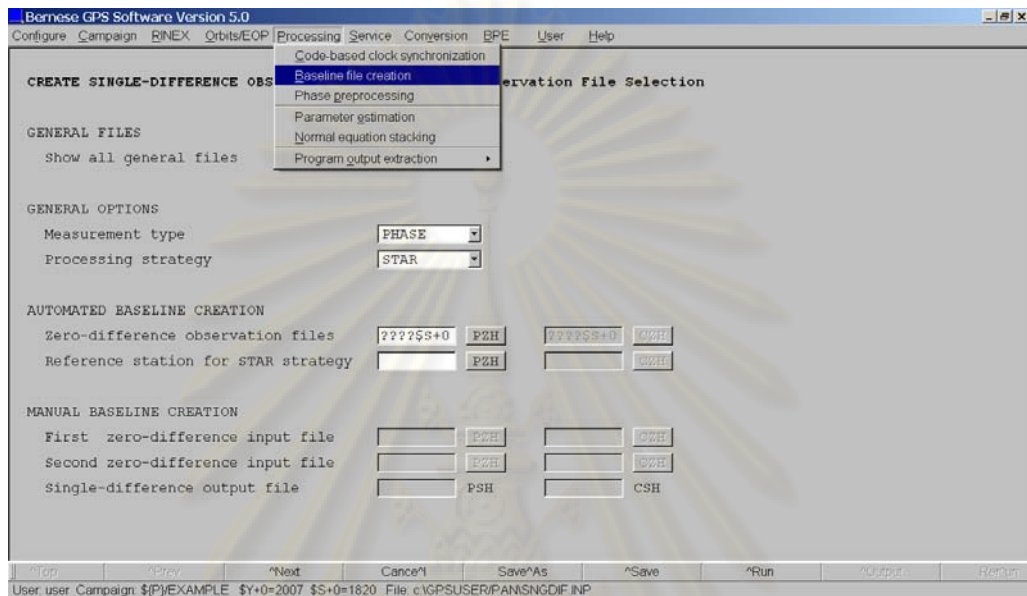 Bernese GPS Software Version 5.0
Configure Campaign RINEX Orbits/EOP Processing Service Conversion BPE User Help
Code-based clock synchronization
Baseline file creation
Phase preprocessing
Parameter estimation
Normal equation stacking
Program output extraction
CREATE SINGLE-DIFFERENCE OBS ervation File Selection
GENERAL FILES
Show all general files
GENERAL OPTIONS
Measurement type PHASE
Processing strategy STAR
AUTOMATED BASELINE CREATION
Zero-difference observation files ????$S+0 PZH ????$S+0 CZH
Reference station for STAR strategy PZH CZH
MANUAL BASELINE CREATION
First zero-difference input file PZH CZH
Second zero-difference input file PZH CZH
Single-difference output file PSH CSH
^Top ^Prev ^Next Cance^l Save^As ^Save ^Run ^Output Rer^un
User: user Campaign: ${P}/EXAMPLE $Y+0=2007 $S+0=1820 File: c:\GPSUSER/PAN\SNGDIF.INP